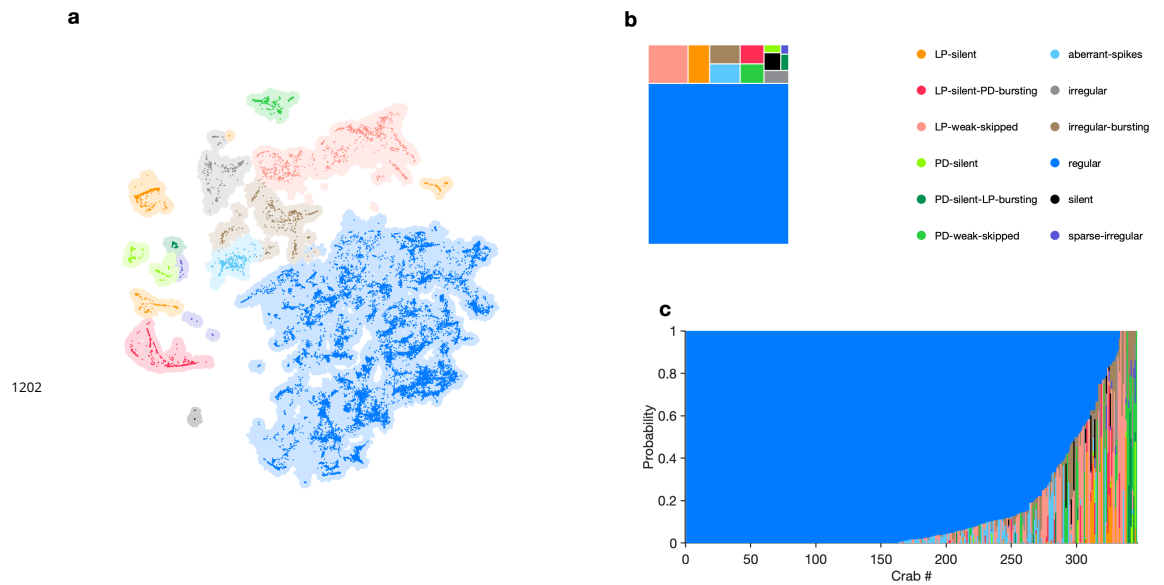 a
b
LP-silent
LP-silent-PD-bursting
LP-weak-skipped
PD-silent
PD-silent-LP-bursting
PD-weak-skipped
aberrant-spikes
irregular
irregular-bursting
regular
silent
sparse-irregular
1202
c
Probability
1
0.8
0.6
0.4
0.2
0
0 50 100 150 200 250 300
Crab #